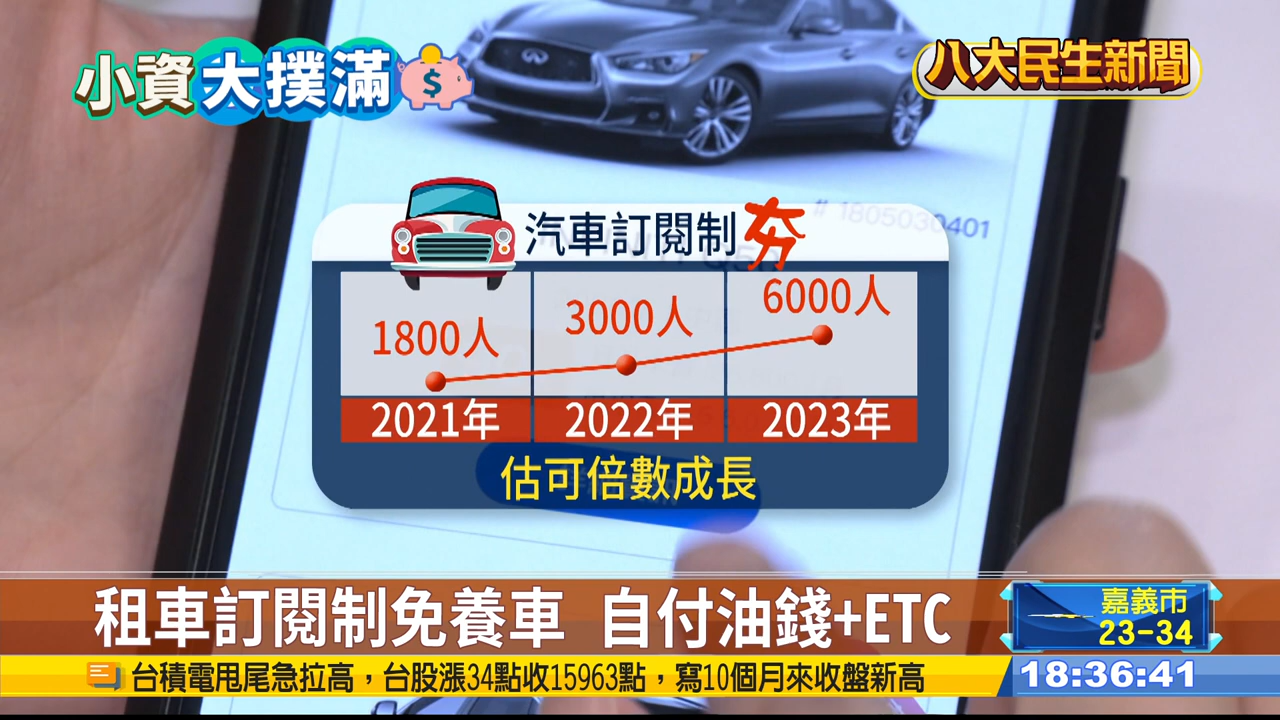 小資大撲滿
$
八大民生新聞
# 1805030401
汽車訂閱制夯
1800人
3000人
6000人
2021年
2022年
2023年
估可倍數成長
租車訂閱制免養車 自付油錢+ETC
嘉義市
23-34
台積電甩尾急拉高，台股漲34點收15963點，寫10個月來收盤新高
18:36:41